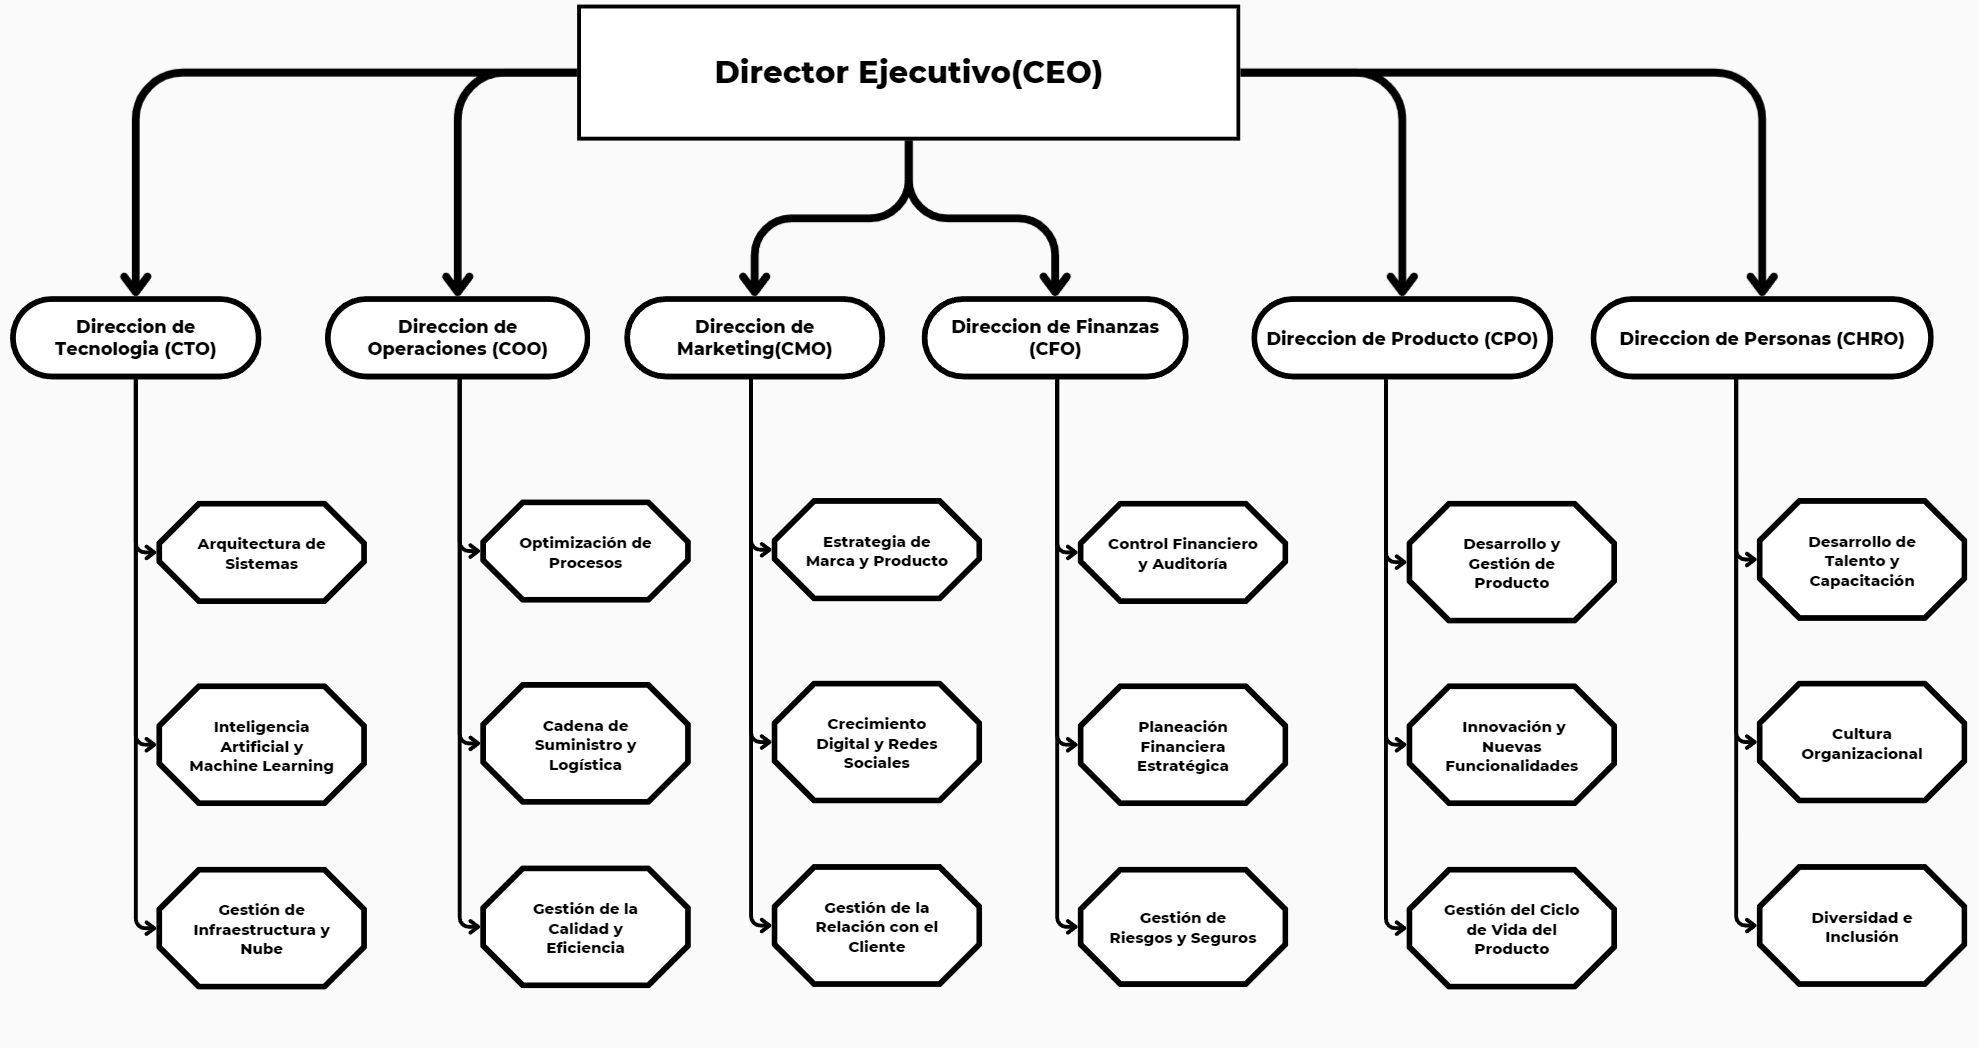 Director Ejecutivo(CEO)
Direccion de
Tecnologia (CTO)
Direccion de
Operaciones (COO)
Direccion de
Marketing(CMO)
Direccion de Finanzas
(CFO)
Direccion de Producto (CPO)
Direccion de Personas (CHRO)
Arquitectura de
Sistemas
Optimización de
Procesos
Estrategia de
Marca y Producto
Control Financiero
y Auditoría
Desarrollo y
Gestión de
Producto
Desarrollo de
Talento y
Capacitación
Inteligencia
Artificial y
Machine Learning
Cadena de
Suministro y
Logística
Crecimiento
Digital y Redes
Sociales
Planeación
Financiera
Estratégica
Innovación y
Nuevas
Funcionalidades
Cultura
Organizacional
Gestión de
Infraestructura y
Nube
Gestión de la
Calidad y
Eficiencia
Gestión de la
Relación con el
Cliente
Gestión de
Riesgos y Seguros
Gestión del Ciclo
de Vida del
Producto
Diversidad e
Inclusión